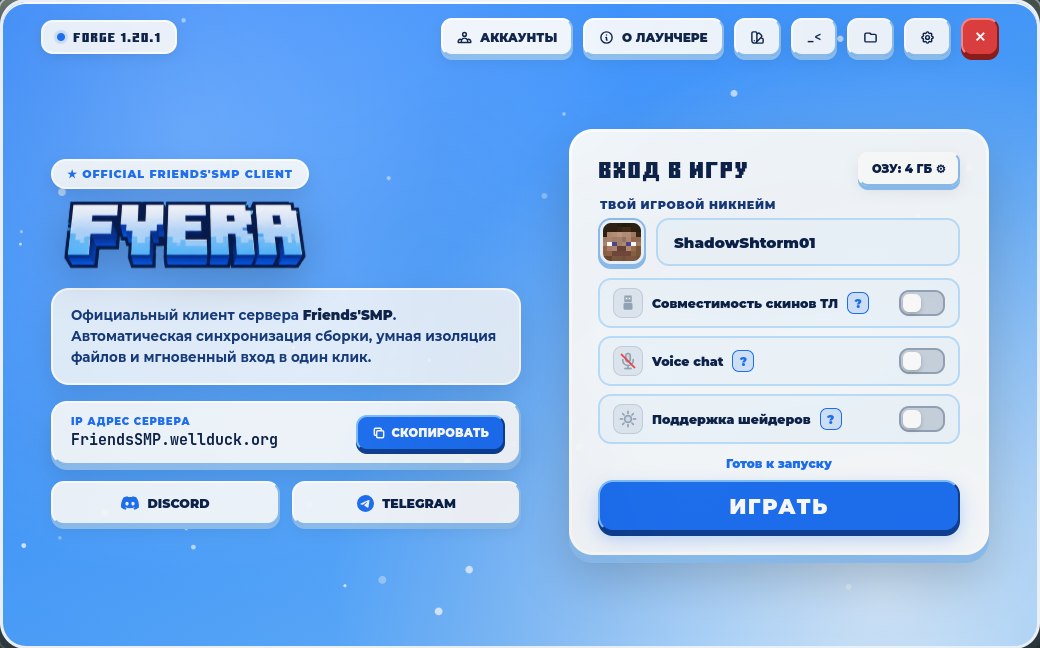 FORGE 1.20.1
АККАУНТЫ
О ЛАУНЧЕРЕ
_<
✕
★ OFFICIAL FRIENDS'SMP CLIENT
FYERA
Официальный клиент сервера Friends'SMP.
Автоматическая синхронизация сборки, умная изоляция
файлов и мгновенный вход в один клик.
IP АДРЕС СЕРВЕРА
FriendsSMP.wellduck.org
СКОПИРОВАТЬ
DISCORD
TELEGRAM
ВХОД В ИГРУ
ОЗУ: 4 ГБ ⚙
ТВОЙ ИГРОВОЙ НИКНЕЙМ
ShadowShtorm01
Совместимость скинов ТЛ ?
Voice chat ?
Поддержка шейдеров ?
Готов к запуску
ИГРАТЬ